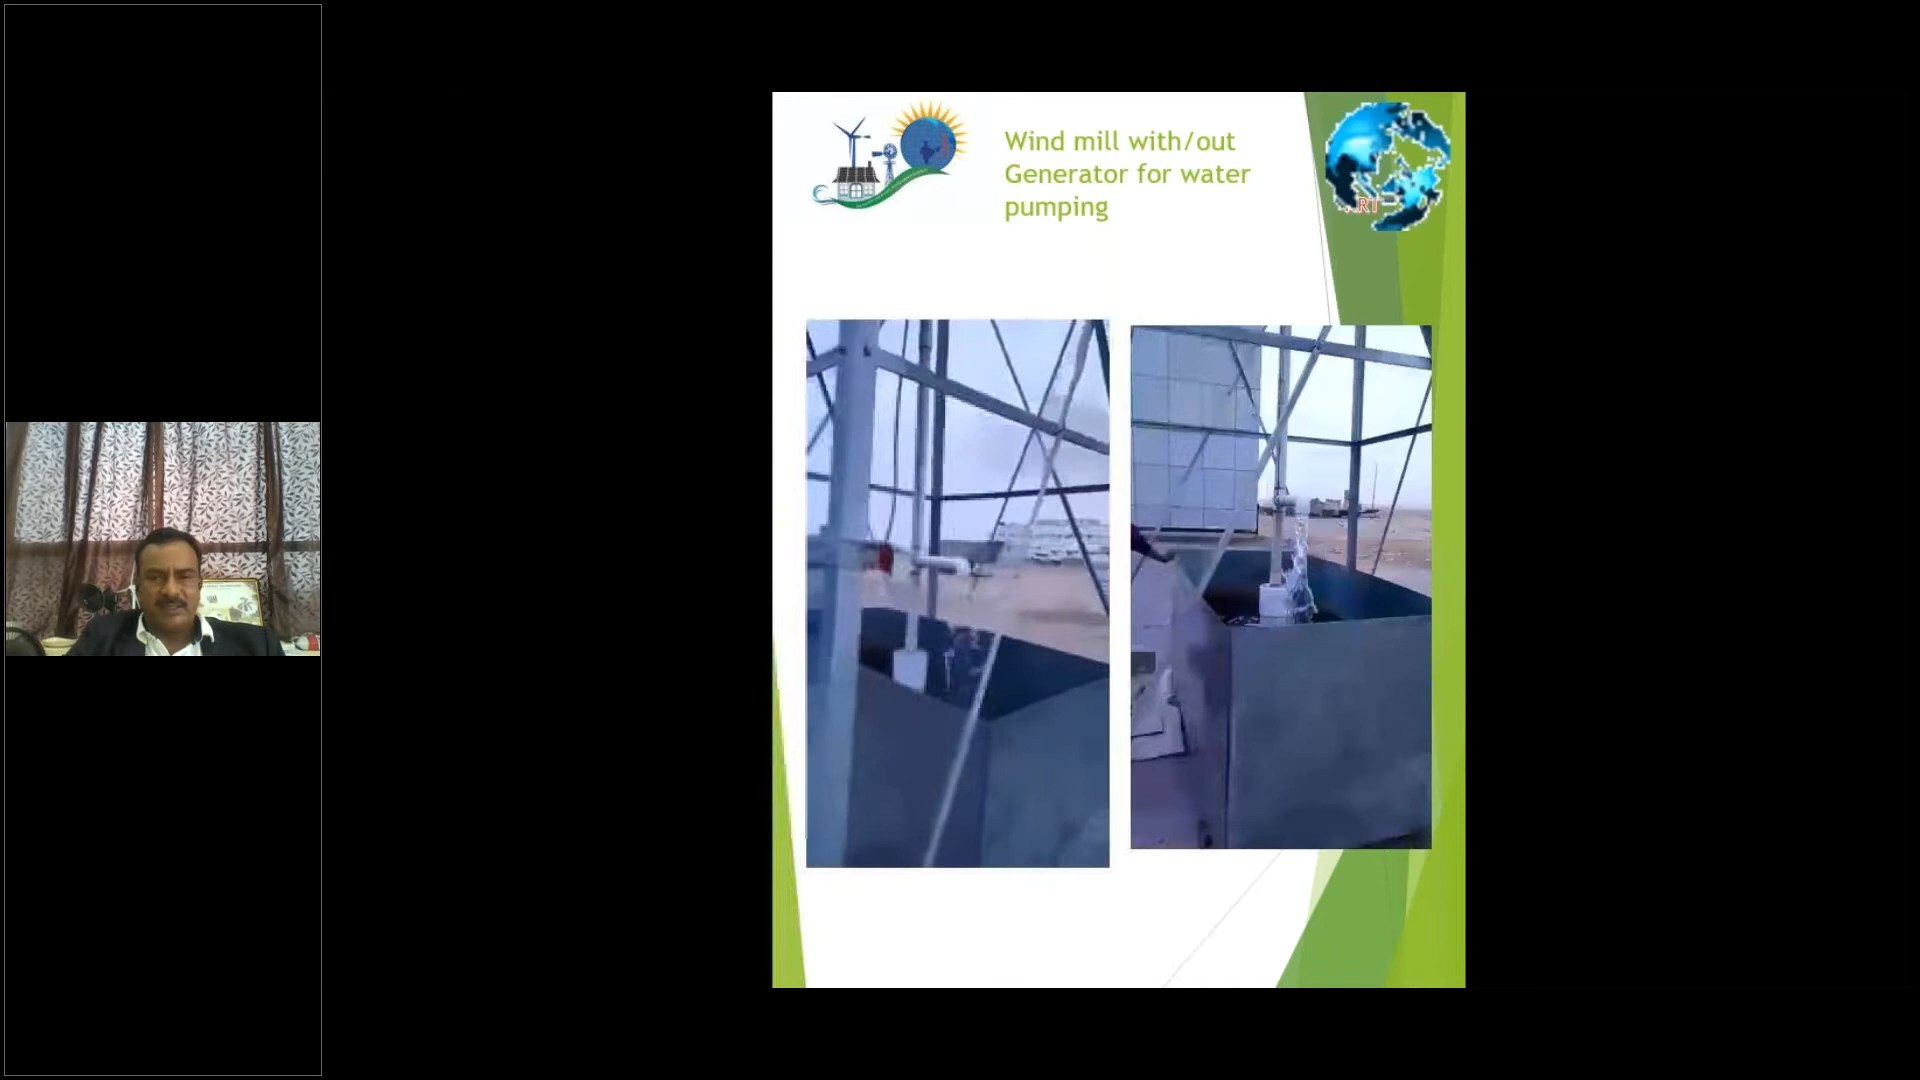 Wind mill with/out
Generator for water
pumping